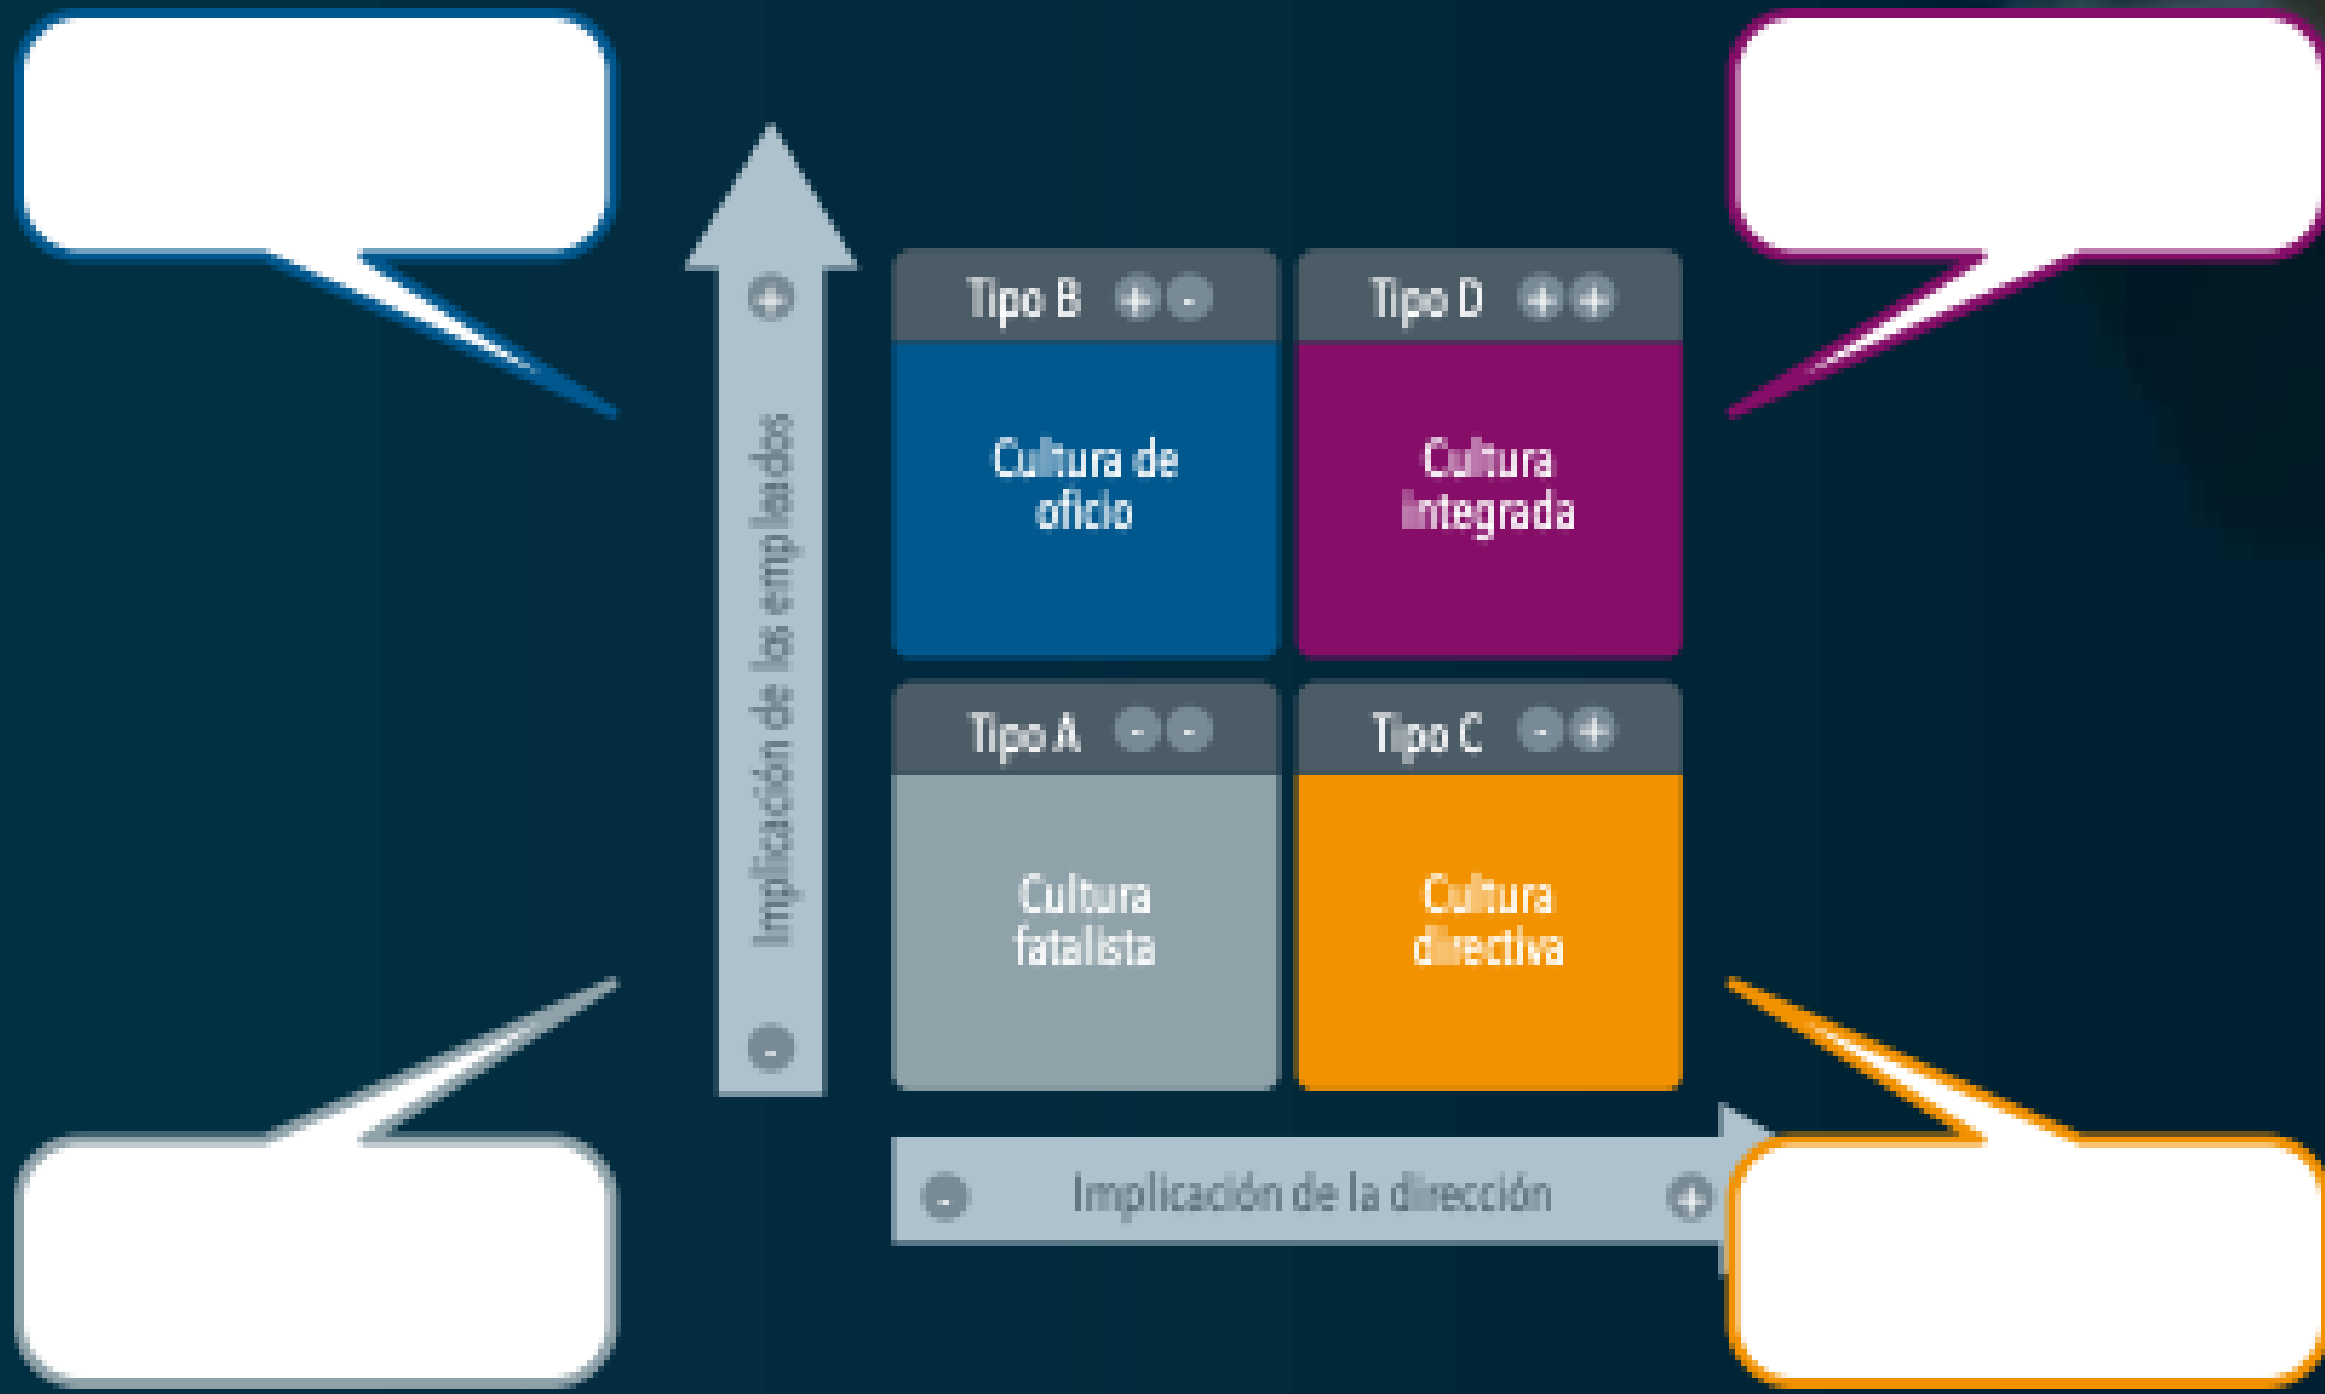 +
Implicación de los empleados
-
Tipo B + -
Cultura de
oficio
Tipo D + +
Cultura
integrada
Tipo A - -
Cultura
fatalista
Tipo C - +
Cultura
directiva
- Implicación de la dirección +